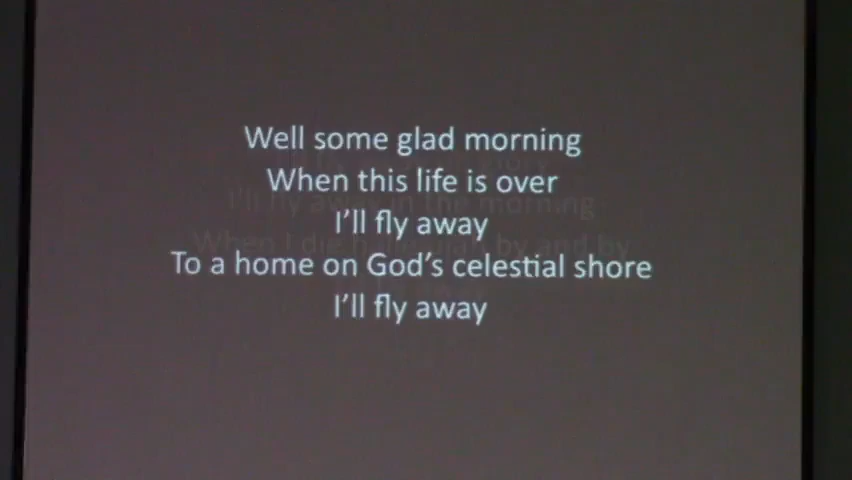 Well some glad morning
When this life is over
I'll fly away
To a home on God's celestial shore
I'll fly away